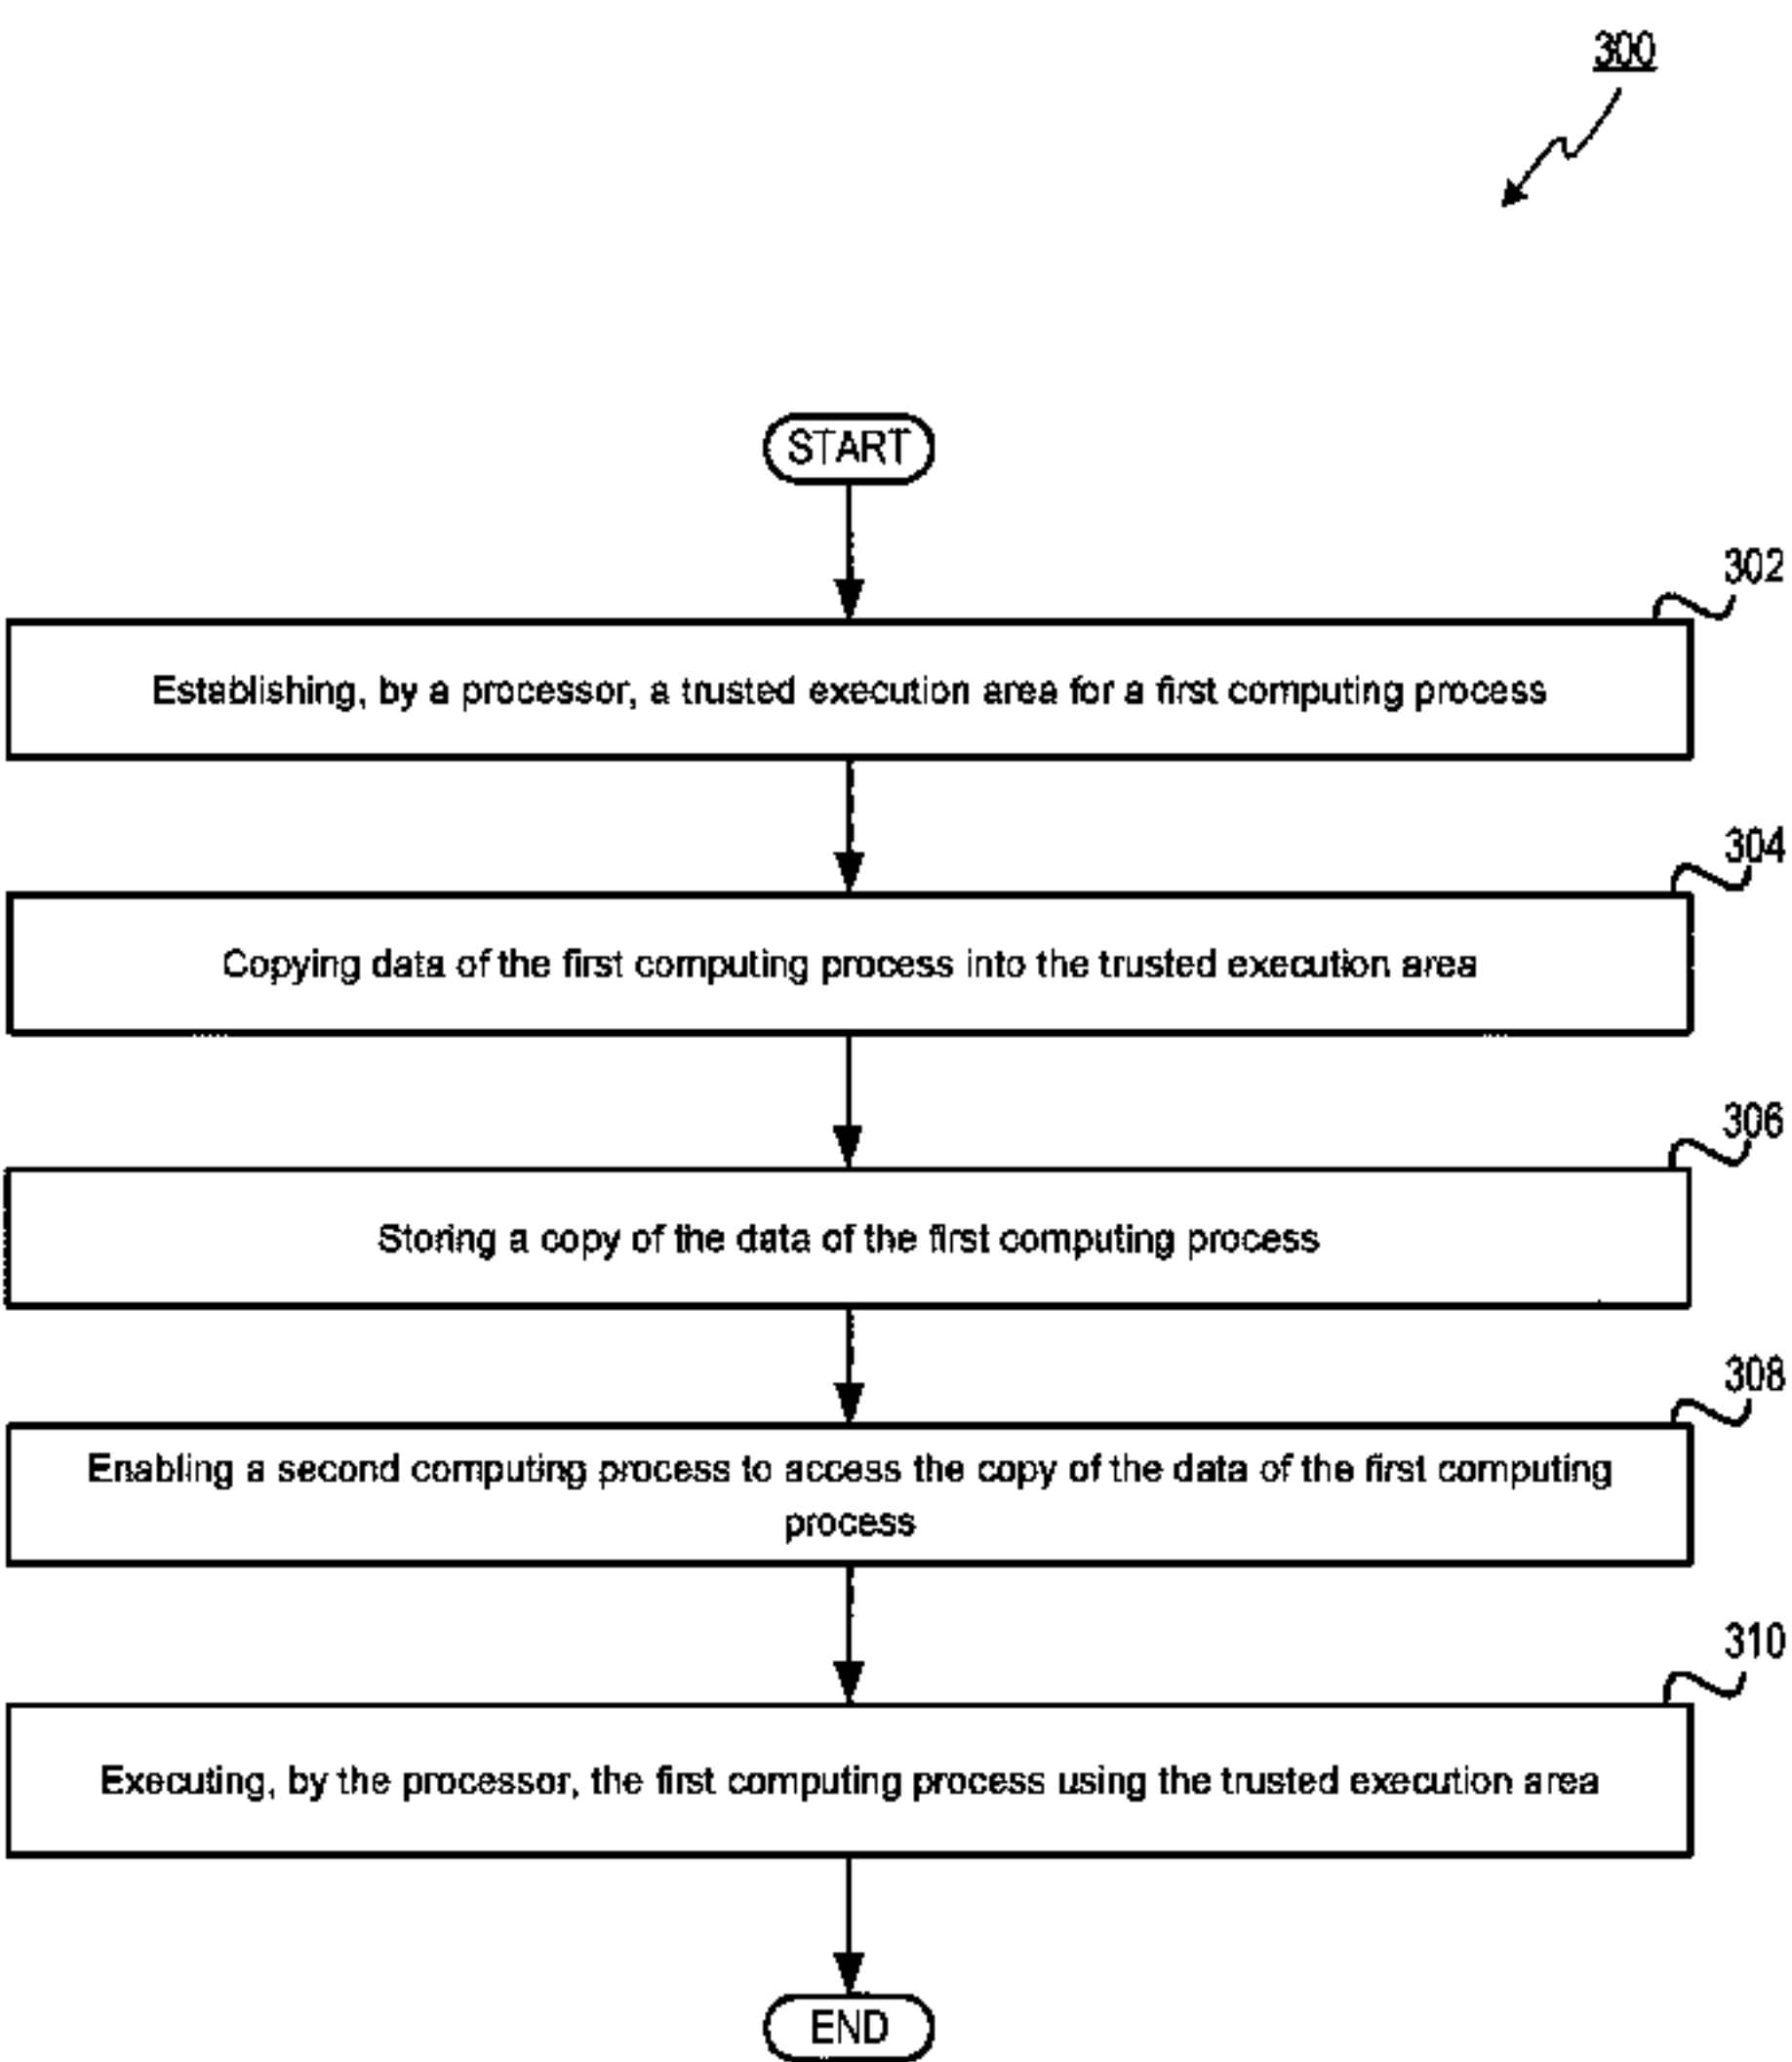 300
START
302
Establishing, by a processor, a trusted execution area for a first computing process
304
Copying data of the first computing process into the trusted execution area
306
Storing a copy of the data of the first computing process
308
Enabling a second computing process to access the copy of the data of the first computing
process
310
Executing, by the processor, the first computing process using the trusted execution area
END